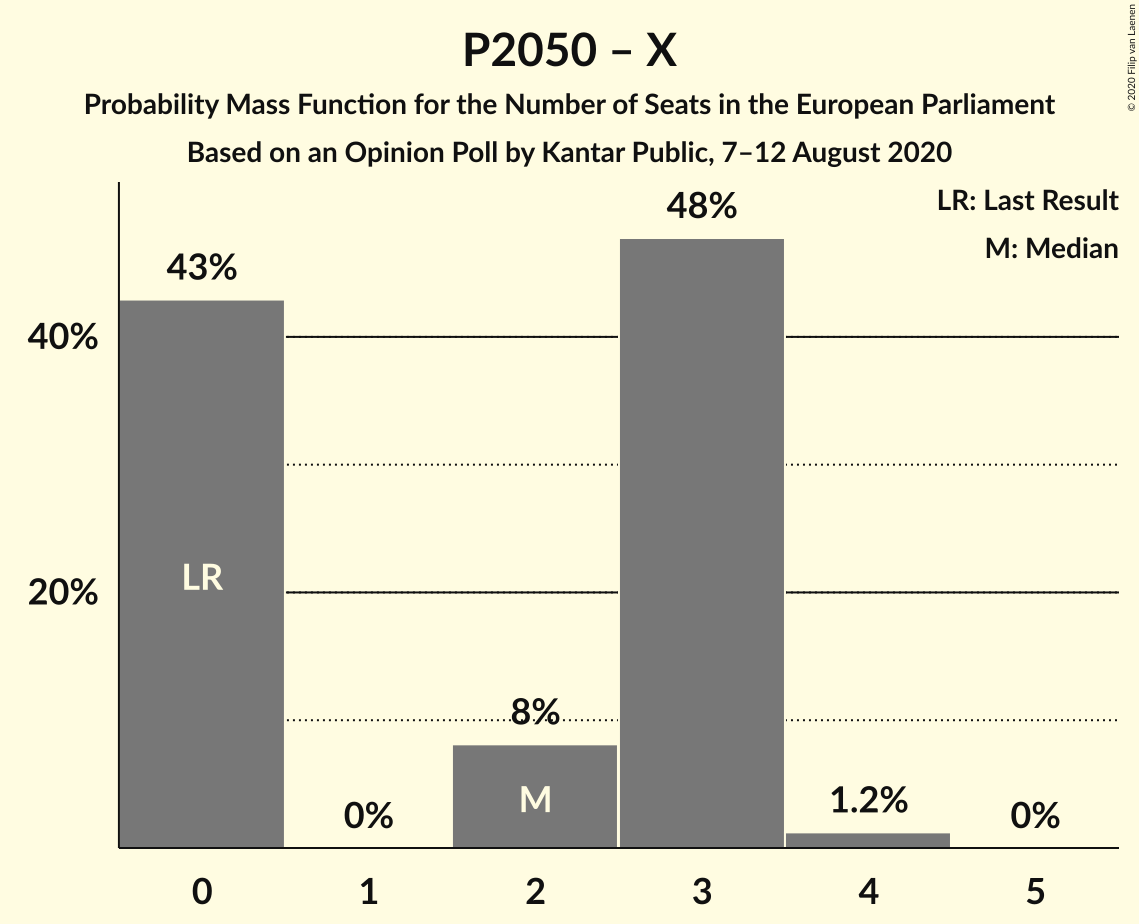 P2050 – X
Probability Mass Function for the Number of Seats in the European Parliament
Based on an Opinion Poll by Kantar Public, 7–12 August 2020
© 2020 Filip van Laenen
LR: Last Result
M: Median
48%
43%
40%
LR
20%
8%
M
0%
1.2%
0%
0 1 2 3 4 5